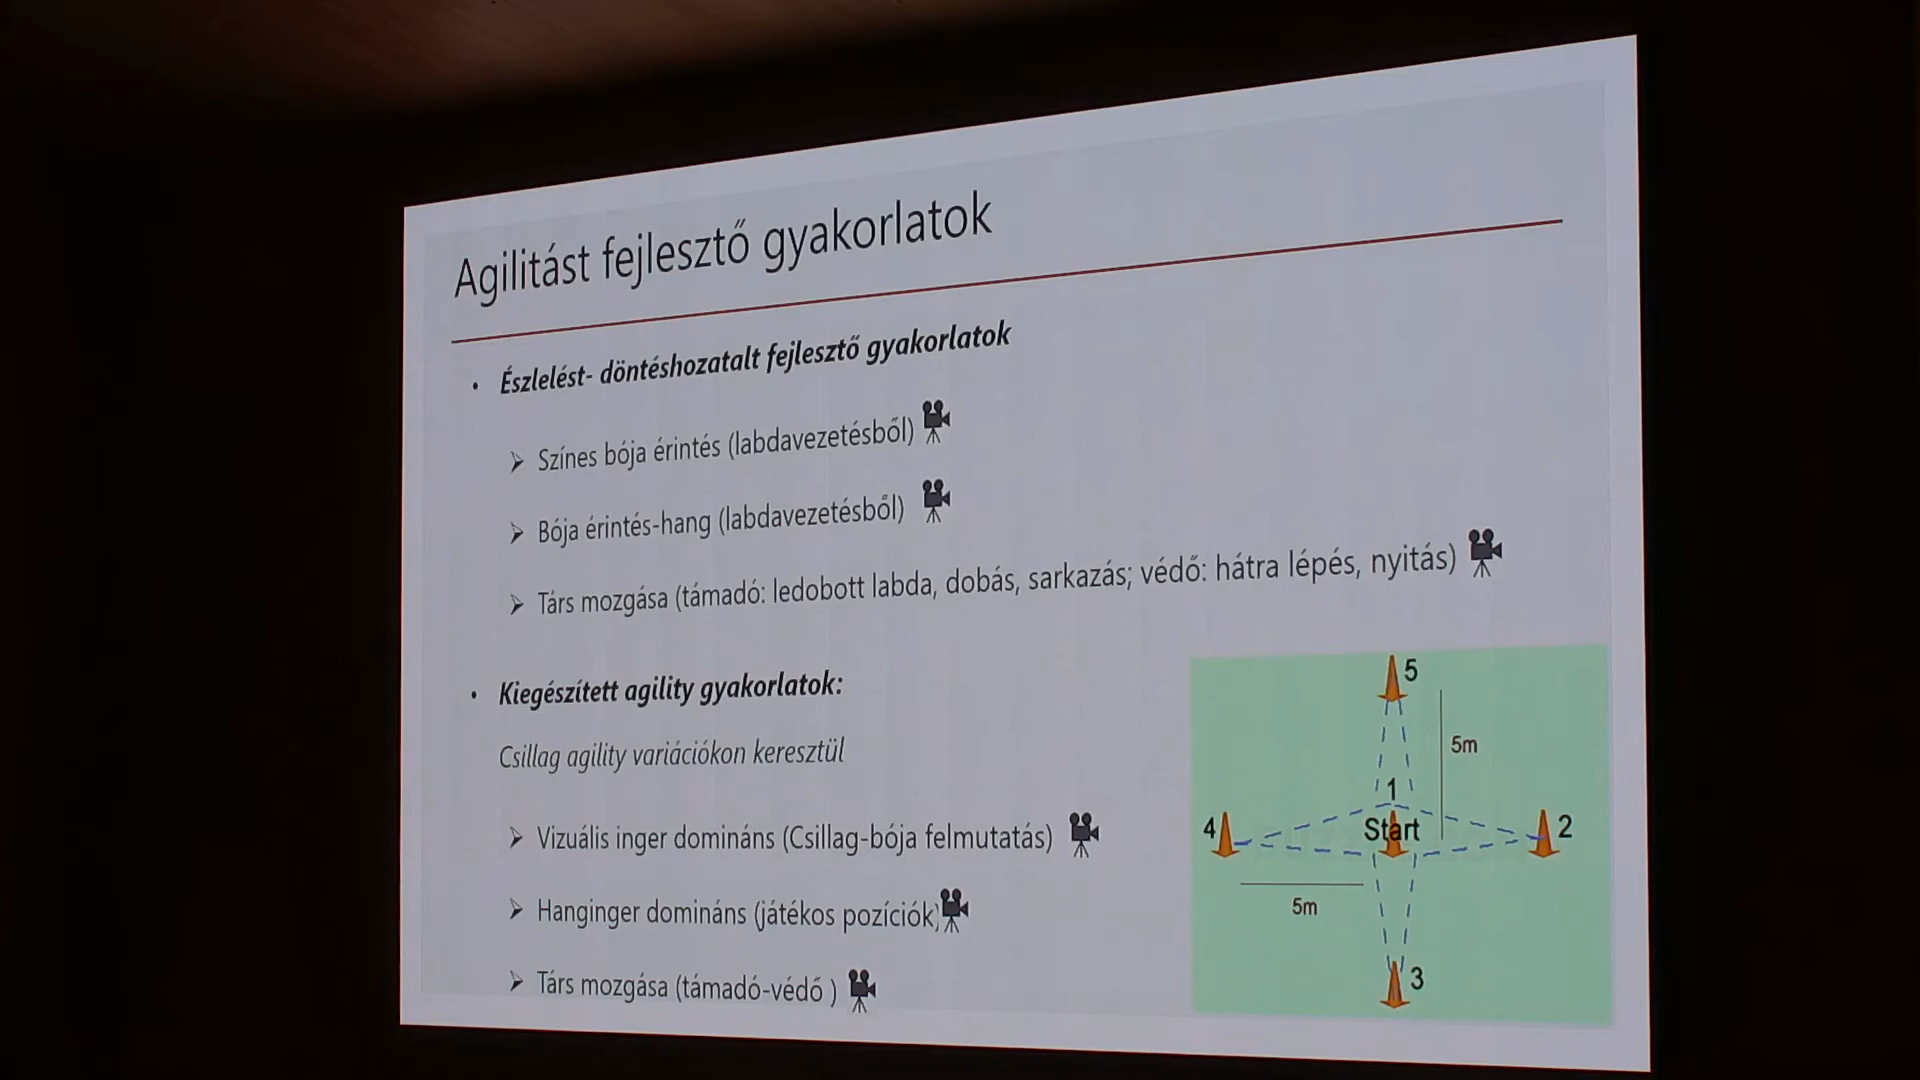 Agilitást fejlesztő gyakorlatok
• Észlelést- döntéshozatalt fejlesztő gyakorlatok
➢ Színes bója érintés (labdavezetésből)
➢ Bója érintés-hang (labdavezetésből)
➢ Társ mozgása (támadó: ledobott labda, dobás, sarkazás; védő: hátra lépés, nyitás)
• Kiegészített agility gyakorlatok:
Csillag agility variációkon keresztül
➢ Vizuális inger domináns (Csillag-bója felmutatás)
➢ Hanginger domináns (játékos pozíciók)
➢ Társ mozgása (támadó-védő )
5
5m
1
4
Start
2
5m
3